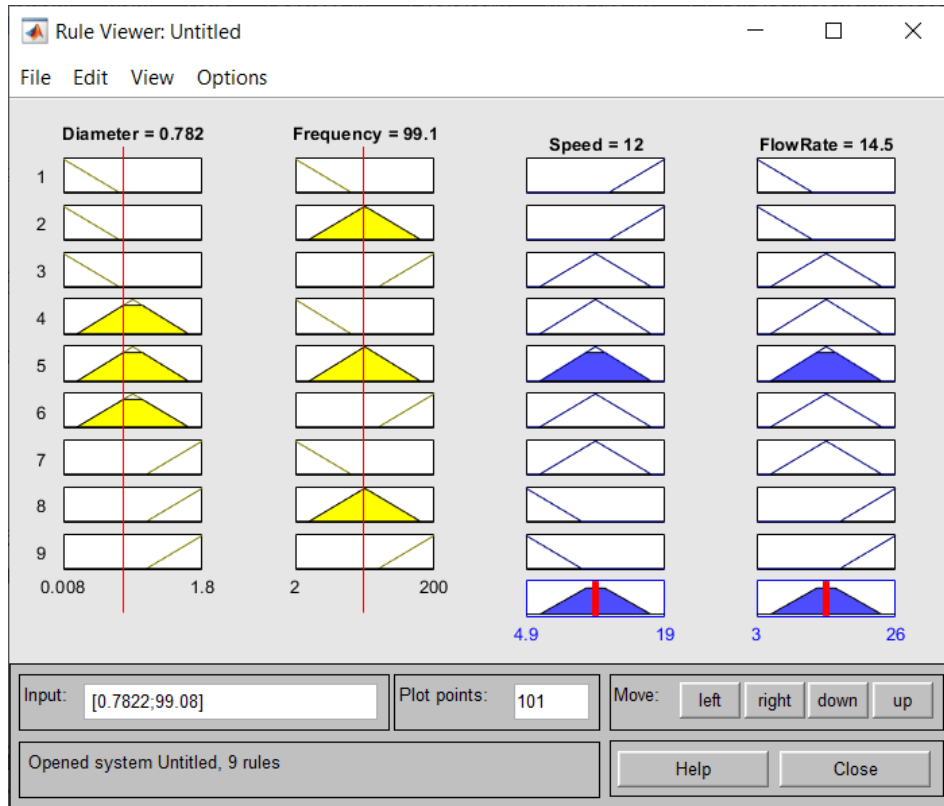 Rule Viewer: Untitled
File Edit View Options
Diameter = 0.782 Frequency = 99.1 Speed = 12 FlowRate = 14.5
1
2
3
4
5
6
7
8
9
0.008 1.8 2 200
4.9 19 3 26
Input: [0.7822;99.08] Plot points: 101 Move: left right down up
Opened system Untitled, 9 rules Help Close